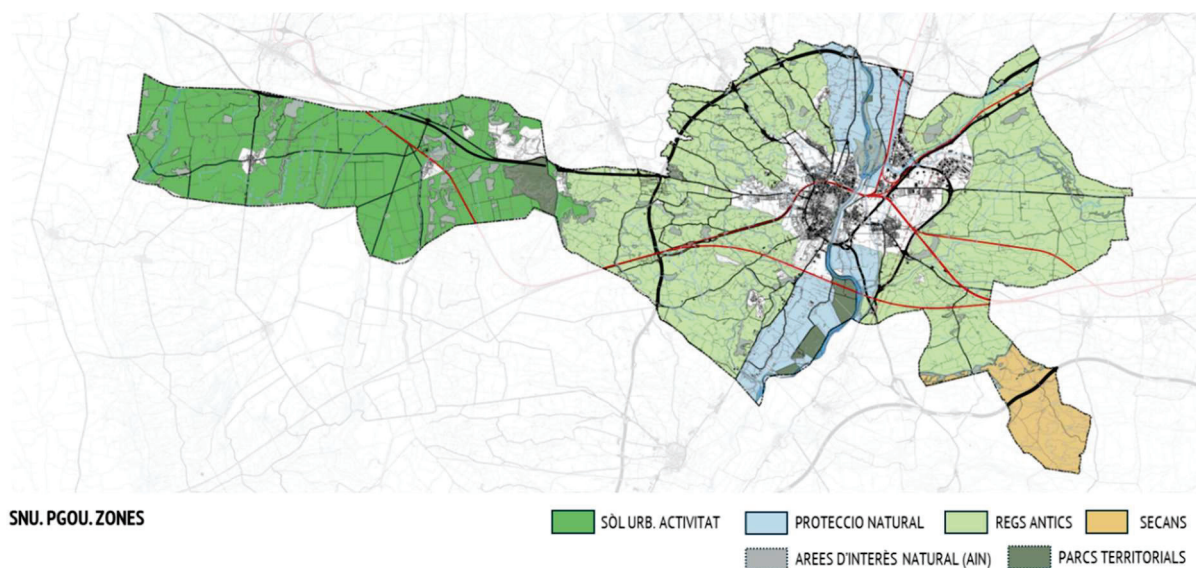 SNU. PGOU. ZONES
SÒL URB. ACTIVITAT
PROTECCIO NATURAL
REGS ANTICS
SECANS
AREES D'INTERÈS NATURAL (AIN)
PARCS TERRITORIALS